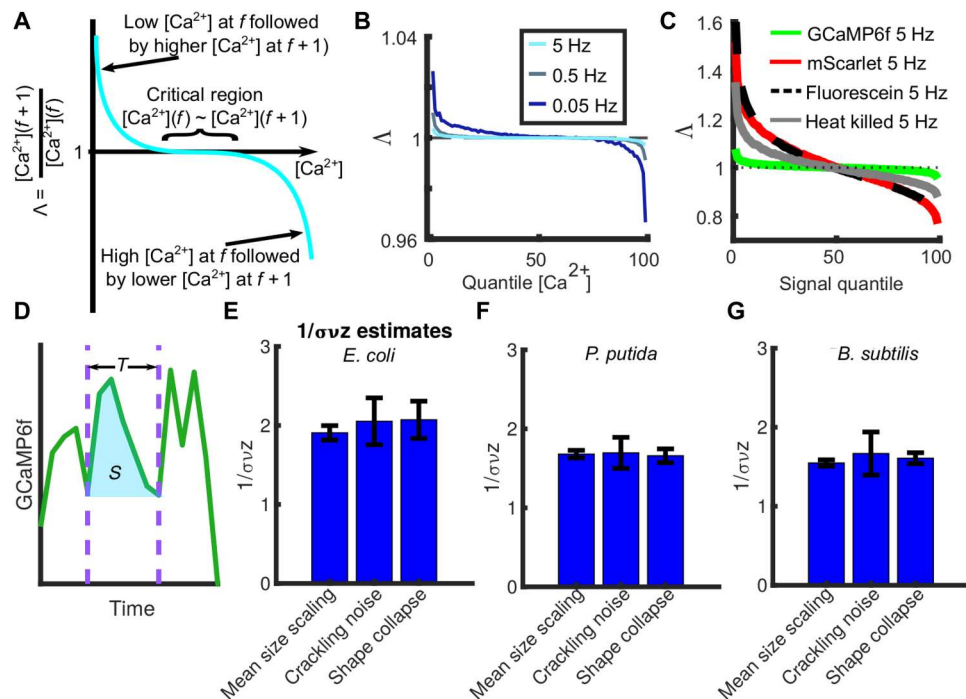 A
Low [Ca²⁺] at f followed
by higher [Ca²⁺] at f + 1)
Critical region
[Ca²⁺](f) ~ [Ca²⁺](f + 1)
Λ = [Ca²⁺](f + 1)
[Ca²⁺](f)
1
[Ca²⁺]
High [Ca²⁺] at f followed
by lower [Ca²⁺] at f + 1
B
1.04
1
0.96
Λ
5 Hz
0.5 Hz
0.05 Hz
0
50
100
Quantile [Ca²⁺
C
1.6
1.4
1.2
1
0.8
Λ
GCaMP6f 5 Hz
mScarlet 5 Hz
Fluorescein 5 Hz
Heat killed 5 Hz
0
50
100
Signal quantile
D
GCaMP6f
T
S
Time
E
1/σνz estimates
E. coli
3
2
1
0
1/σνz
Mean size scaling
Crackling noise
Shape collapse
F
P. putida
3
2
1
0
1/σνz
Mean size scaling
Crackling noise
Shape collapse
G
B. subtilis
3
2
1
0
1/σνz
Mean size scaling
Crackling noise
Shape collapse